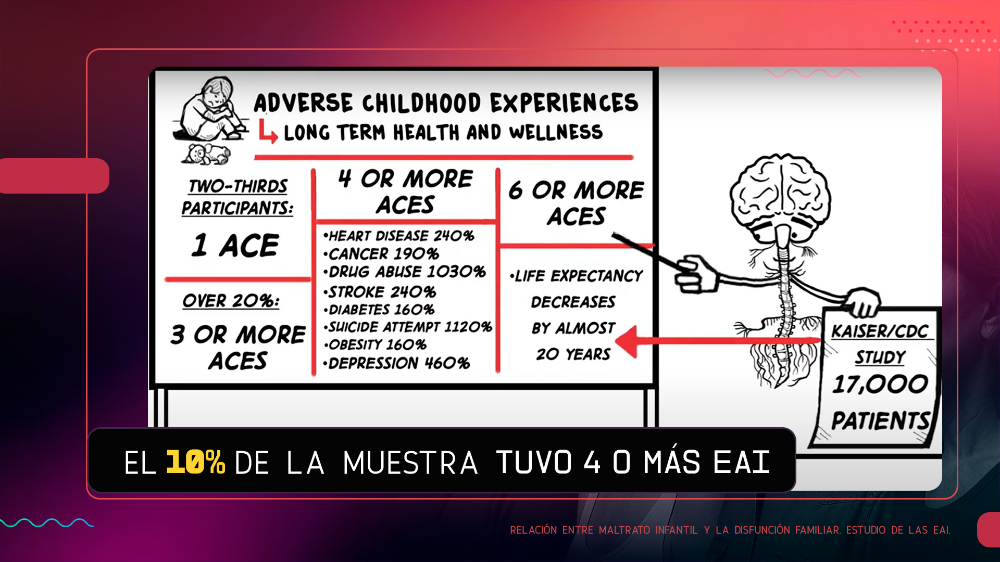 ADVERSE CHILDHOOD EXPERIENCES
LONG TERM HEALTH AND WELLNESS
TWO-THIRDS
PARTICIPANTS:
1 ACE
OVER 20%:
3 OR MORE
ACES
4 OR MORE
ACES
•HEART DISEASE 240%
•CANCER 190%
•DRUG ABUSE 1030%
•STROKE 240%
•DIABETES 160%
•SUICIDE ATTEMPT 1120%
•OBESITY 160%
•DEPRESSION 460%
6 OR MORE
ACES
•LIFE EXPECTANCY
DECREASES
BY ALMOST
20 YEARS
KAISER/CDC
STUDY
17,000
PATIENTS
EL 10% DE LA MUESTRA TUVO 4 O MÁS EAI
RELACIÓN ENTRE MALTRATO INFANTIL Y LA DISFUNCIÓN FAMILIAR. ESTUDIO DE LAS EAI.